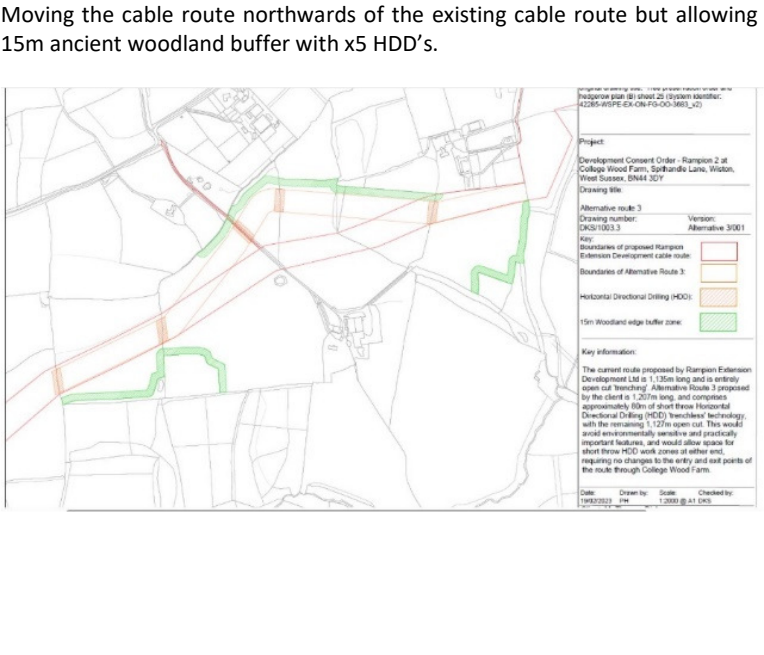 Moving the cable route northwards of the existing cable route but allowing
15m ancient woodland buffer with x5 HDD's.
hedgerow plan (B) sheet 26 (System identifier:
42285-WSPE-EX-ON-FG-OO-3683_v2)
Project:
Development Consent Order - Rampion 2 at
College Wood Farm, Spithandle Lane, Wiston,
West Sussex, BN44 3DY
Drawing title:
Alternative route 3
Drawing number: Version:
DKS/1003.3 Alternative 3/001
Key:
Boundaries of proposed Rampion
Extension Development cable route:
Boundaries of Alternative Route 3:
Horizontal Directional Drilling (HDD):
15m Woodland edge buffer zone:
Key information:
The current route proposed by Rampion Extension
Development Ltd is 1,135m long and is entirely
open cut 'trenching'. Alternative Route 3 proposed
by the client is 1,207m long, and comprises
approximately 80m of short throw Horizontal
Directional Drilling (HDD) 'trenchless' technology,
with the remaining 1,127m open cut. This would
avoid environmentally sensitive and practically
important features, and would allow space for
short throw HDD work zones at either end,
requiring no changes to the entry and exit points of
the route through College Wood Farm.
Date: Drawn by: Scale: Checked by:
PH 1:2000 @ A1 DKS